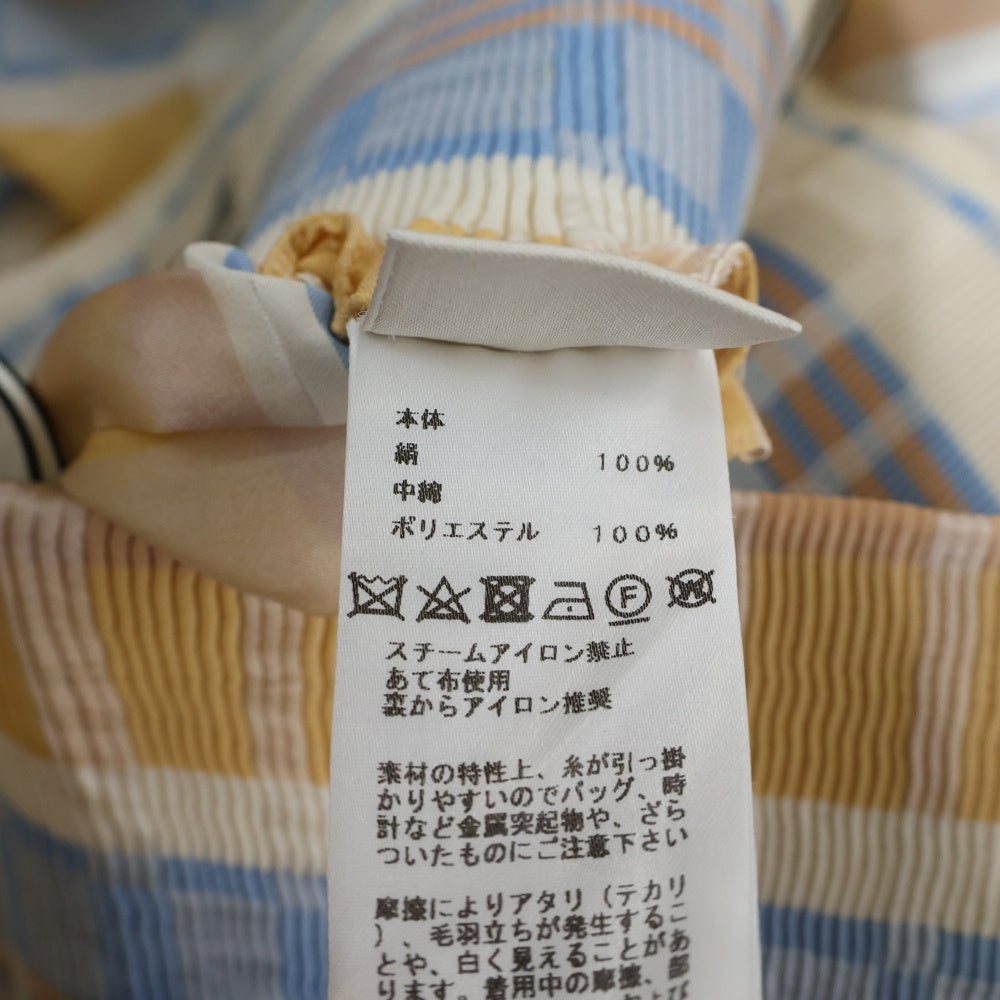 本体
絹 100%
中綿
ポリエステル 100%
F W
スチームアイロン禁止
あて布使用
裏からアイロン推奨
素材の特性上、糸が引っ掛
かりやすいのでバッグ、時
計など金属突起物や、ざら
ついたものにご注意下さい
摩擦によりアタリ(テカリ
)、毛羽立ちが発生するこ
とや、白く見えることがあ
ります。着用中の摩擦、部